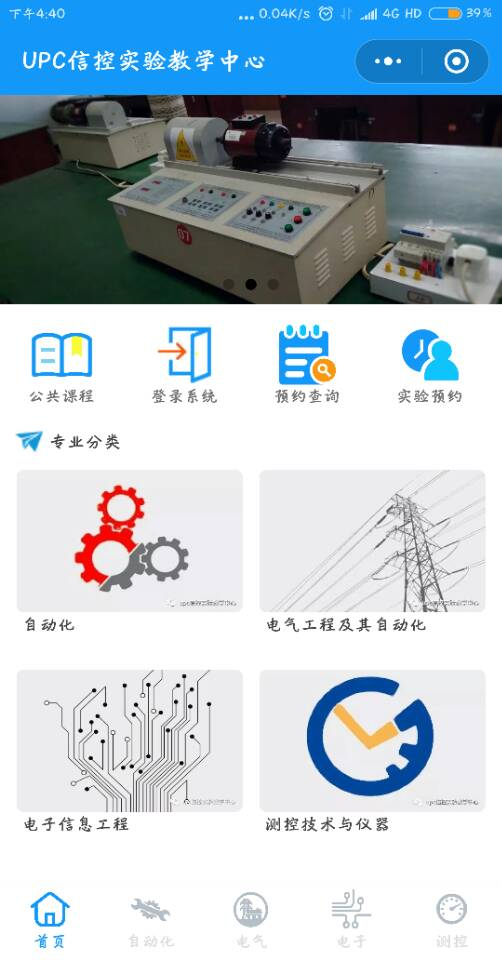 下午4:40
0.04K/s
4G HD
39%
UPC信控实验教学中心
07
公共课程
登录系统
预约查询
实验预约
专业分类
自动化
电气工程及其自动化
电子信息工程
测控技术与仪器
首页
自动化
电气
电子
测控